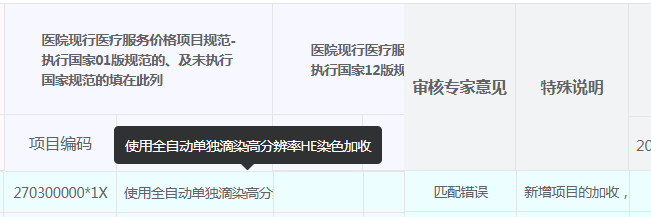 医院现行医疗服务价格项目规范-
执行国家01版规范的、及未执行
国家规范的填在此列
医院现行医疗服
执行国家12版规
审核专家意见
特殊说明
项目编码
使用全自动单独滴染高分辨率HE染色加收
20
270300000*1X
使用全自动单独滴染高分
匹配错误
新增项目的加收，